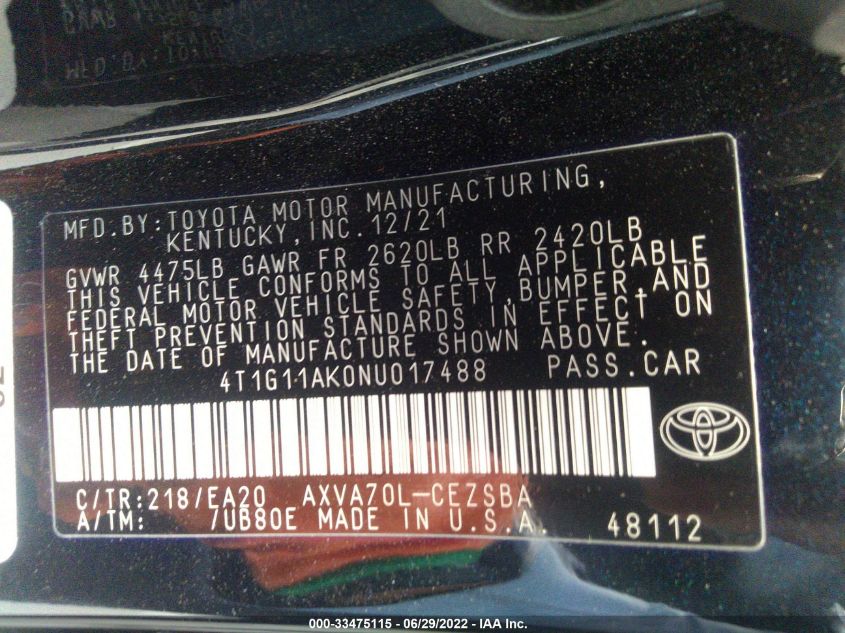 MFD.BY: TOYOTA MOTOR MANUFACTURING,
KENTUCKY, INC. 12/21
GVWR 4475LB GAWR FR 2620LB RR 2420LB
THIS VEHICLE CONFORMS TO ALL APPLICABLE
FEDERAL MOTOR VEHICLE SAFETY, BUMPER, AND
THEFT PREVENTION STANDARDS IN EFFECT ON
THE DATE OF MANUFACTURE SHOWN ABOVE.
4T1G11AK0NU017488 PASS.CAR
C/TR:218/EA20 AXVA70L-CEZSBA
A/TM: /UB80E MADE IN U.S.A. 48112
000-33475115 - 06/29/2022 - IAA Inc.